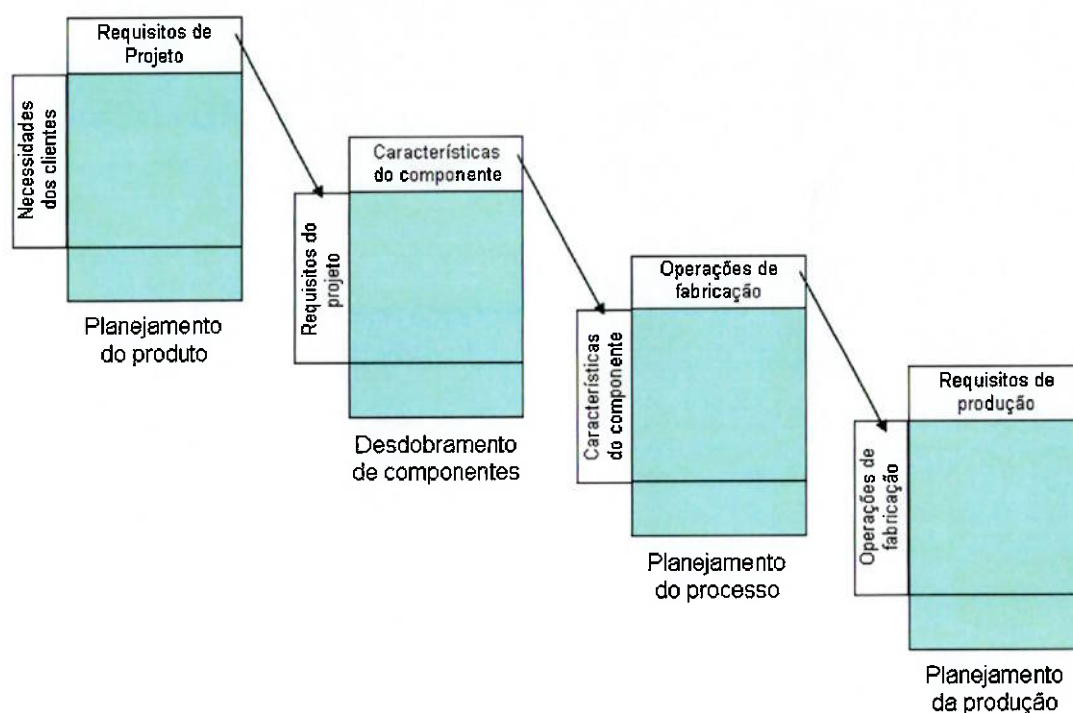 Requisitos de
Projeto
Necessidades
dos clientes
Planejamento
do produto
Características
do componente
Requisitos do
projeto
Desdobramento
de componentes
Operações de
fabricação
Características
do componente
Planejamento
do processo
Requisitos de
produção
Operações de
fabricação
Planejamento
da produção